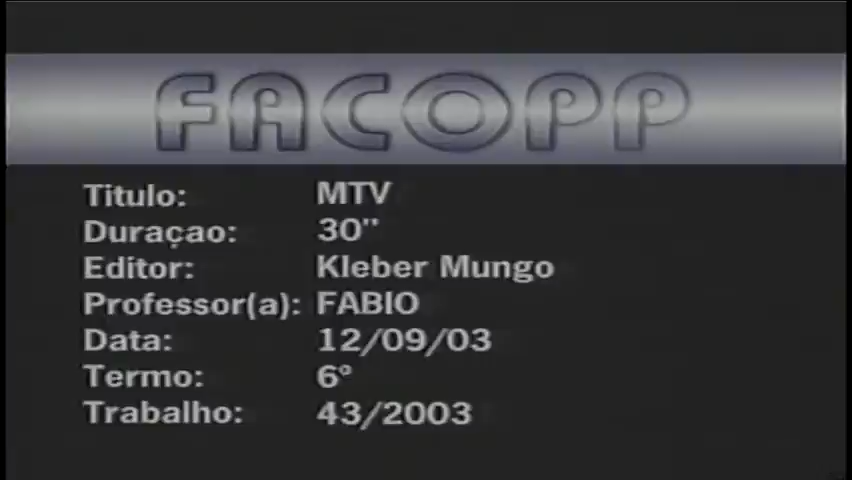 FACOPP
Titulo: MTV
Duraçao: 30"
Editor: Kleber Mungo
Professor(a): FABIO
Data: 12/09/03
Termo: 6º
Trabalho: 43/2003